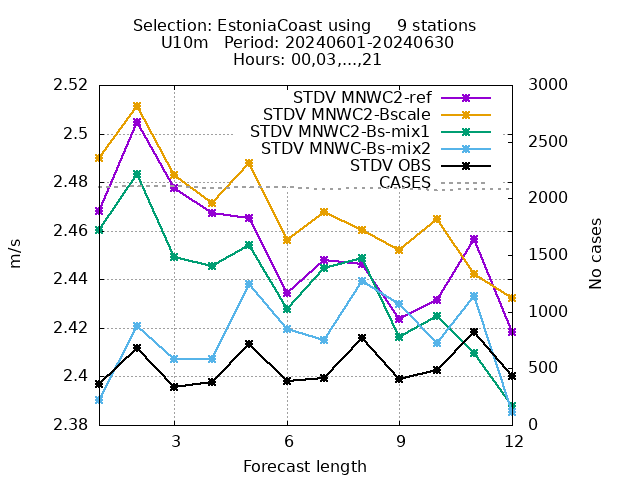 Selection: EstoniaCoast using     9 stations
U10m   Period: 20240601-20240630
Hours: 00,03,...,21
2.52
2.5
2.48
2.46
2.44
2.42
2.4
2.38
m/s
STDV MNWC2-ref
STDV MNWC2-Bscale
STDV MNWC2-Bs-mix1
STDV MNWC-Bs-mix2
STDV OBS
CASES
3000
2500
2000
1500
1000
500
0
No cases
3 6 9 12
Forecast length